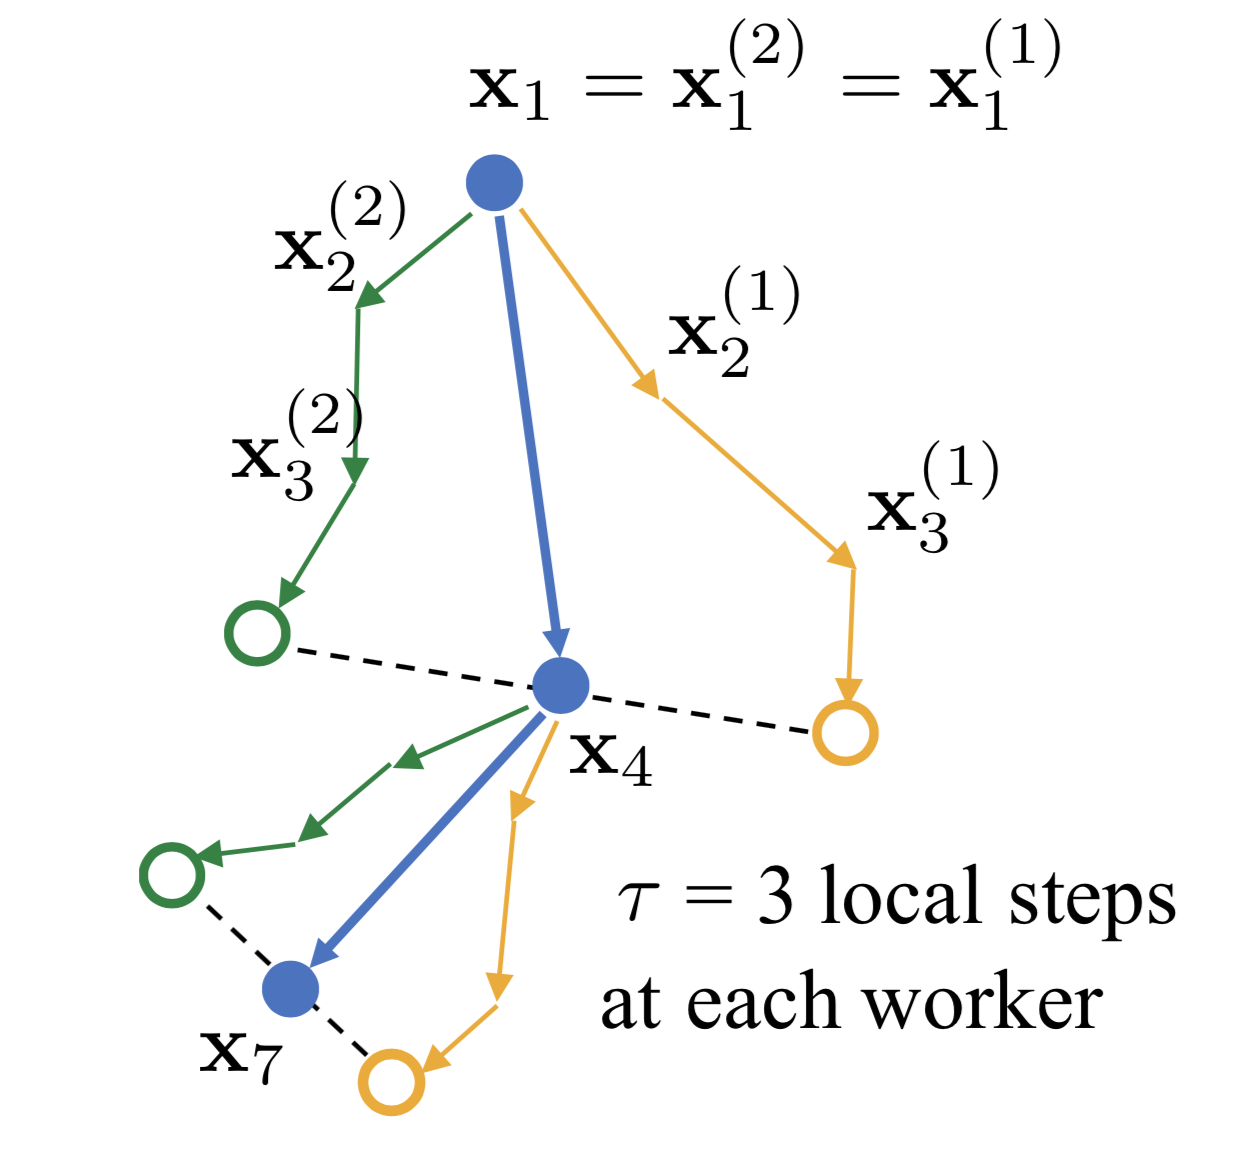 x₁ = x₁⁽²⁾ = x₁⁽¹⁾
x₂⁽²⁾
x₂⁽¹⁾
x₃⁽²⁾
x₃⁽¹⁾
x₄
τ = 3 local steps
at each worker
x₇